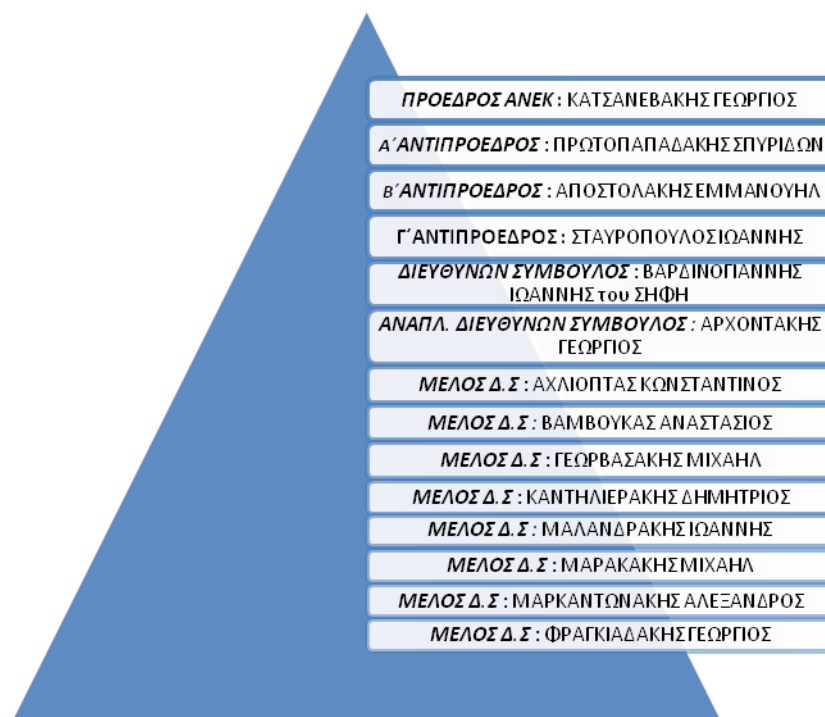 ΠΡΟΕΔΡΟΣ ΑΝΕΚ : ΚΑΤΣΑΝΕΒΑΚΗΣ ΓΕΩΡΓΙΟΣ
Α΄ΑΝΤΙΠΡΟΕΔΡΟΣ : ΠΡΩΤΟΠΑΠΑΔΑΚΗΣ ΣΠΥΡΙΔΩΝ
Β΄ΑΝΤΙΠΡΟΕΔΡΟΣ : ΑΠΟΣΤΟΛΑΚΗΣ ΕΜΜΑΝΟΥΗΛ
Γ΄ΑΝΤΙΠΡΟΕΔΡΟΣ : ΣΤΑΥΡΟΠΟΥΛΟΣ ΙΩΑΝΝΗΣ
ΔΙΕΥΘΥΝΩΝ ΣΥΜΒΟΥΛΟΣ : ΒΑΡΔΙΝΟΓΙΑΝΝΗΣ
ΙΩΑΝΝΗΣ του ΣΗΦΗ
ΑΝΑΠΛ. ΔΙΕΥΘΥΝΩΝ ΣΥΜΒΟΥΛΟΣ : ΑΡΧΟΝΤΑΚΗΣ
ΓΕΩΡΓΙΟΣ
ΜΕΛΟΣ Δ.Σ : ΑΧΛΙΟΠΤΑΣ ΚΩΝΣΤΑΝΤΙΝΟΣ
ΜΕΛΟΣ Δ.Σ : ΒΑΜΒΟΥΚΑΣ ΑΝΑΣΤΑΣΙΟΣ
ΜΕΛΟΣ Δ.Σ : ΓΕΩΡΒΑΣΑΚΗΣ ΜΙΧΑΗΛ
ΜΕΛΟΣ Δ.Σ : ΚΑΝΤΗΛΙΕΡΑΚΗΣ ΔΗΜΗΤΡΙΟΣ
ΜΕΛΟΣ Δ.Σ : ΜΑΛΑΝΔΡΑΚΗΣ ΙΩΑΝΝΗΣ
ΜΕΛΟΣ Δ.Σ : ΜΑΡΑΚΑΚΗΣ ΜΙΧΑΗΛ
ΜΕΛΟΣ Δ.Σ : ΜΑΡΚΑΝΤΩΝΑΚΗΣ ΑΛΕΞΑΝΔΡΟΣ
ΜΕΛΟΣ Δ.Σ : ΦΡΑΓΚΙΑΔΑΚΗΣ ΓΕΩΡΓΙΟΣ